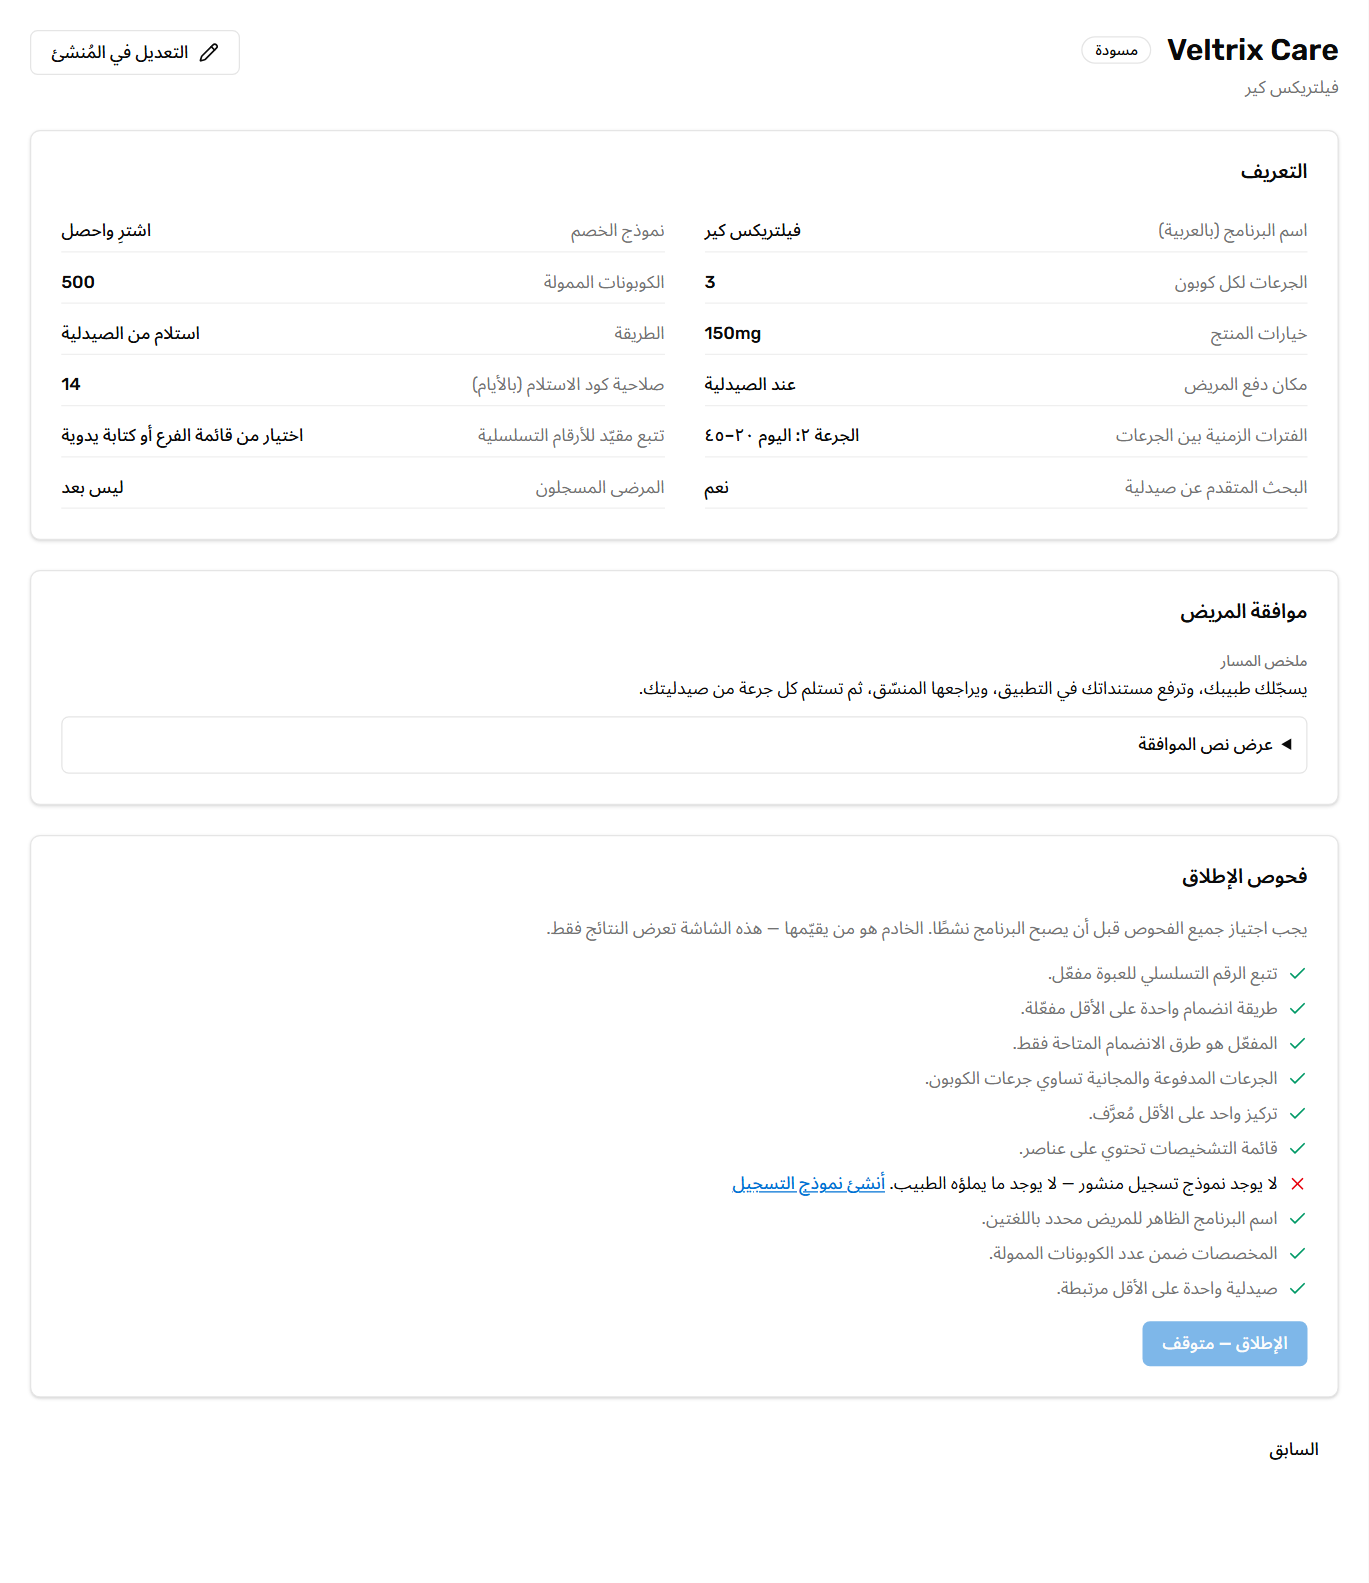 Veltrix Care
مسودة
التعديل في المُنشئ
فيلتريكس كير
التعريف
اسم البرنامج (بالعربية)
فيلتريكس كير
نموذج الخصم
اشترِ واحصل
الجرعات لكل كوبون
3
الكوبونات الممولة
500
خيارات المنتج
150mg
الطريقة
استلام من الصيدلية
مكان دفع المريض
عند الصيدلية
صلاحية كود الاستلام (بالأيام)
14
الفترات الزمنية بين الجرعات
الجرعة ٢: اليوم ٢٠–٤٥
تتبع مقيّد للأرقام التسلسلية
اختيار من قائمة الفرع أو كتابة يدوية
البحث المتقدم عن صيدلية
نعم
المرضى المسجلون
ليس بعد
موافقة المريض
ملخص المسار
يسجّلك طبيبك، وترفع مستنداتك في التطبيق، ويراجعها المنسّق، ثم تستلم كل جرعة من صيدليتك.
عرض نص الموافقة
فحوص الإطلاق
يجب اجتياز جميع الفحوص قبل أن يصبح البرنامج نشطًا. الخادم هو من يقيّمها – هذه الشاشة تعرض النتائج فقط.
تتبع الرقم التسلسلي للعبوة مفعّل.
طريقة انضمام واحدة على الأقل مفعّلة.
المفعّل هو طرق الانضمام المتاحة فقط.
الجرعات المدفوعة والمجانية تساوي جرعات الكوبون.
تركيز واحد على الأقل مُعرَّف.
قائمة التشخيصات تحتوي على عناصر.
لا يوجد نموذج تسجيل منشور – لا يوجد ما يملؤه الطبيب. أنشئ نموذج التسجيل
اسم البرنامج الظاهر للمريض محدد باللغتين.
المخصصات ضمن عدد الكوبونات الممولة.
صيدلية واحدة على الأقل مرتبطة.
الإطلاق – متوقف
السابق